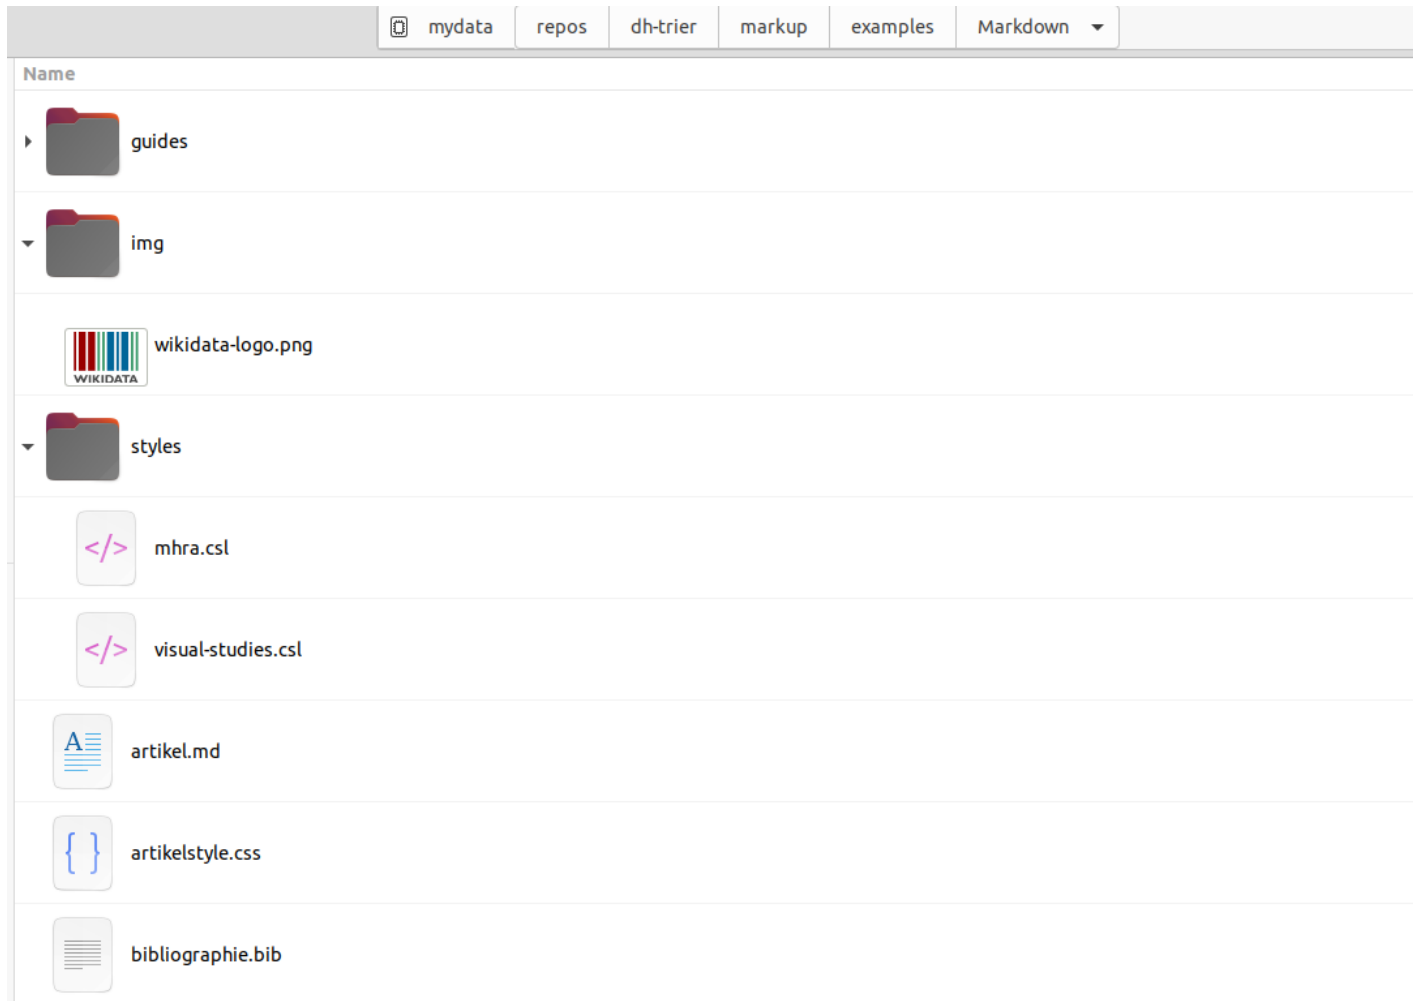 mydata repos dh-trier markup examples Markdown
Name
guides
img
wikidata-logo.png
WIKIDATA
styles
</>
mhra.csl
</>
visual-studies.csl
A
artikel.md
{ }
artikelstyle.css
bibliographie.bib